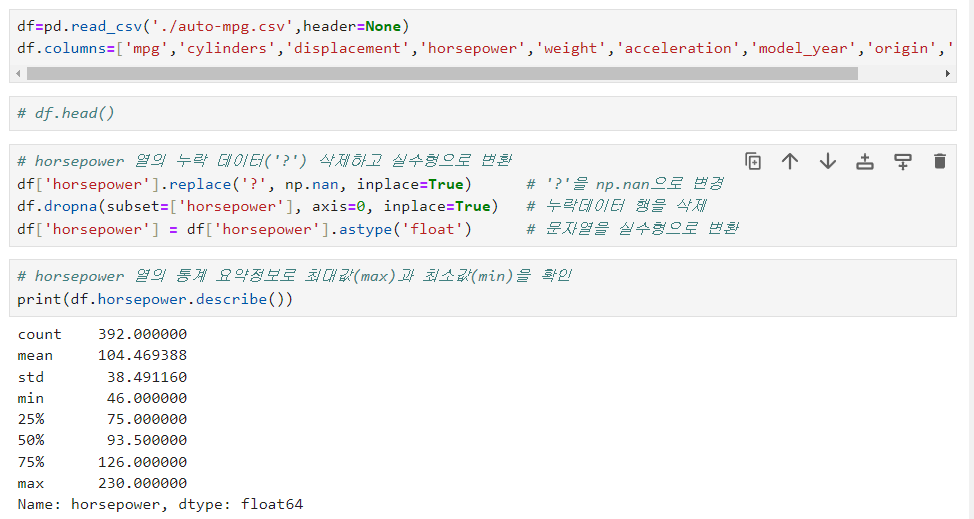 df=pd.read_csv('./auto-mpg.csv',header=None)
df.columns=['mpg','cylinders','displacement','horsepower','weight','acceleration','model_year','origin','
# df.head()
# horsepower 열의 누락 데이터('?') 삭제하고 실수형으로 변환
df['horsepower'].replace('?', np.nan, inplace=True)      # '?'을 np.nan으로 변경
df.dropna(subset=['horsepower'], axis=0, inplace=True)   # 누락데이터 행을 삭제
df['horsepower'] = df['horsepower'].astype('float')      # 문자열을 실수형으로 변환
# horsepower 열의 통계 요약정보로 최대값(max)과 최소값(min)을 확인
print(df.horsepower.describe())
count    392.000000
mean     104.469388
std       38.491160
min       46.000000
25%       75.000000
50%       93.500000
75%      126.000000
max      230.000000
Name: horsepower, dtype: float64